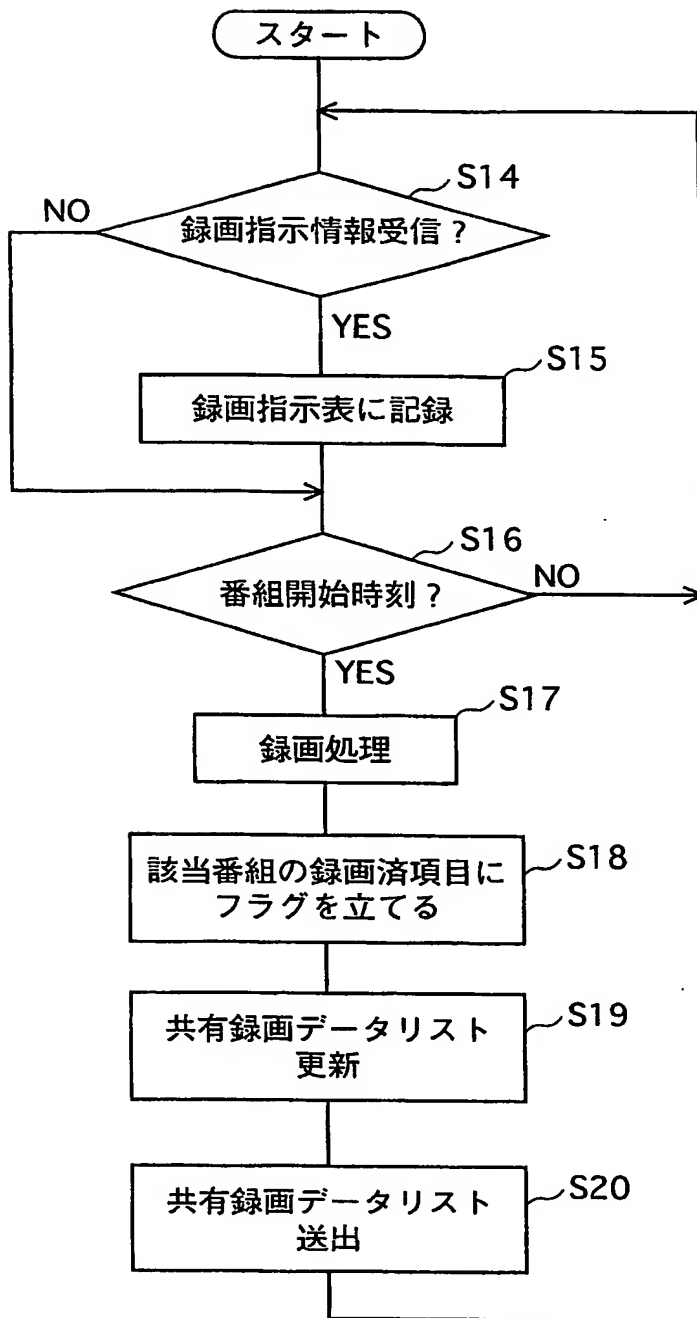 スタート
S14
NO
録画指示情報受信？
YES
S15
録画指示表に記録
S16
番組開始時刻？
NO
YES
S17
録画処理
S18
該当番組の録画済項目に
フラグを立てる
S19
共有録画データリスト
更新
S20
共有録画データリスト
送出